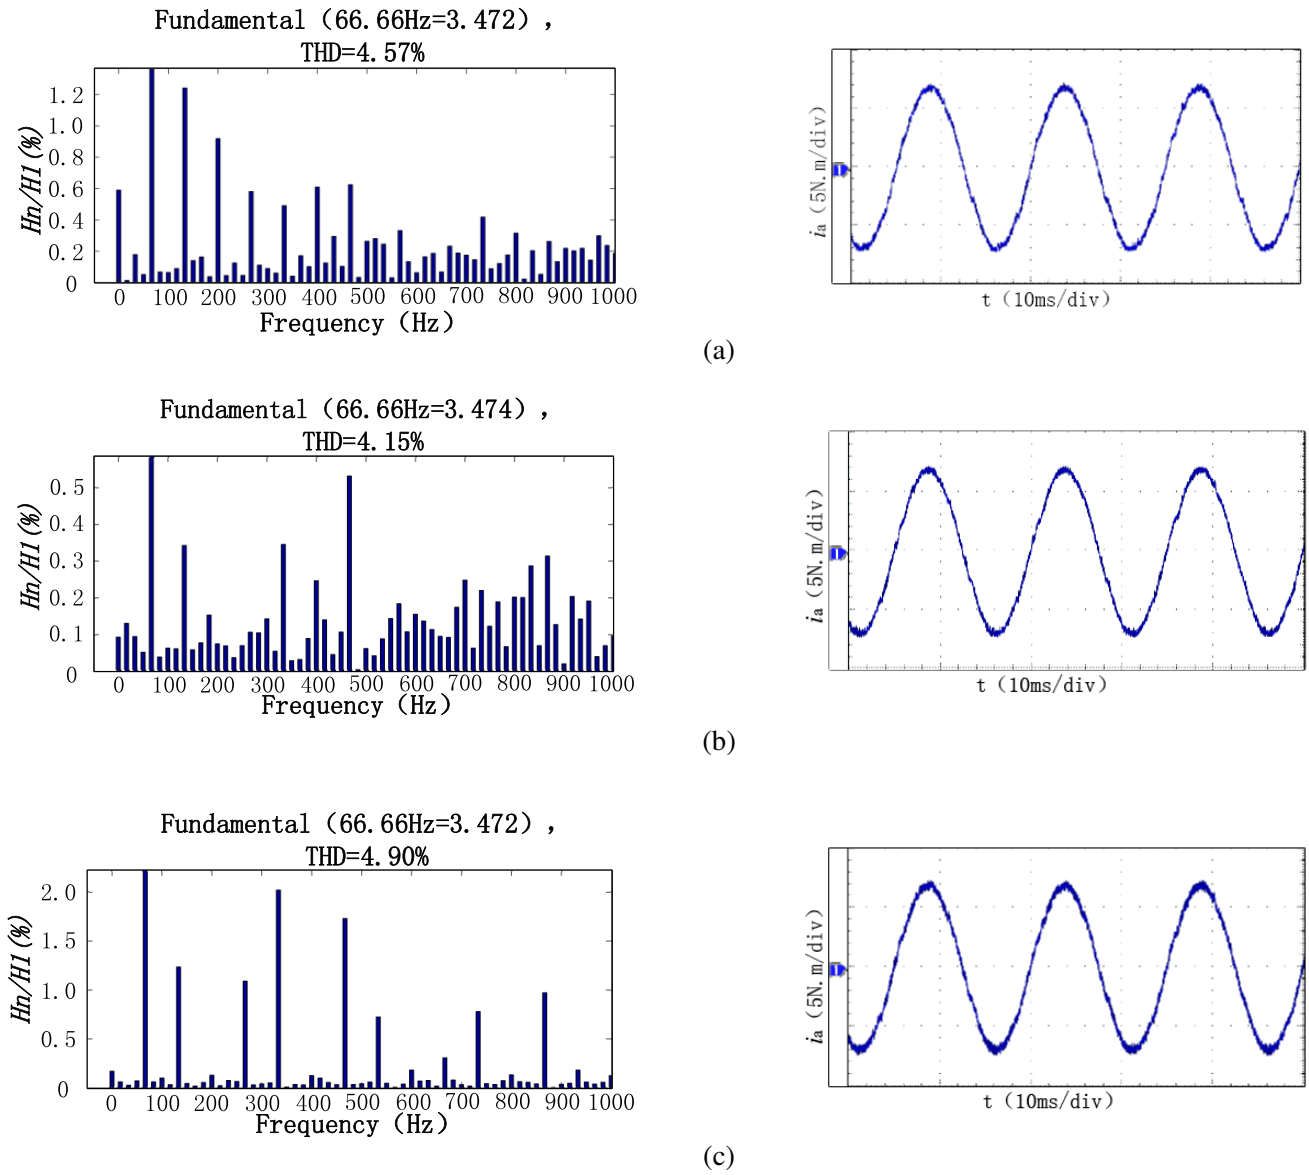 Fundamental (66.66Hz=3.472) ,
THD=4.57%
1.2
1.0
0.8
0.6
0.4
0.2
0
Hn/H1(%)
0 100 200 300 400 500 600 700 800 900 1000
Frequency (Hz)
1
ia (5N.m/div)
t (10ms/div)
(a)
Fundamental (66.66Hz=3.474) ,
THD=4.15%
0.5
0.4
0.3
0.2
0.1
0
Hn/H1(%)
0 100 200 300 400 500 600 700 800 900 1000
Frequency (Hz)
1
ia (5N.m/div)
t (10ms/div)
(b)
Fundamental (66.66Hz=3.472) ,
THD=4.90%
2.0
1.5
1.0
0.5
0
Hn/H1(%)
0 100 200 300 400 500 600 700 800 900 1000
Frequency (Hz)
1
ia (5N.m/div)
t (10ms/div)
(c)